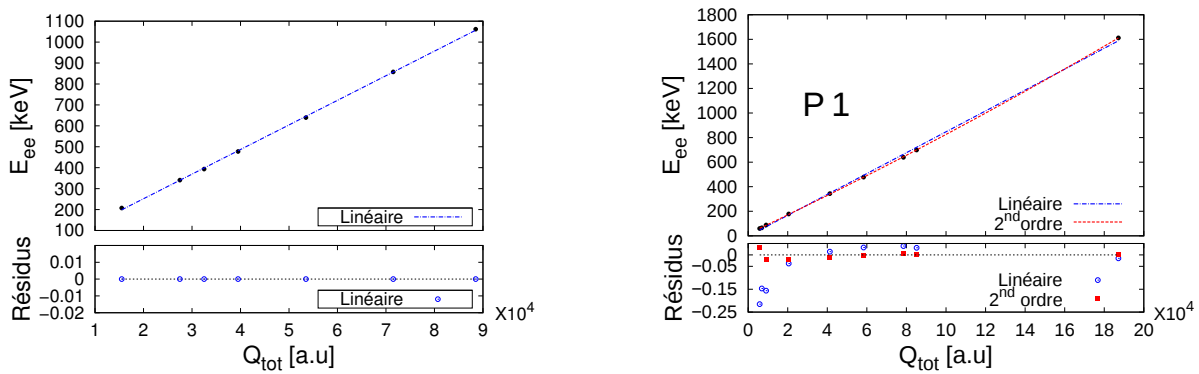 1100
1000
900
800
700
600
500
400
300
200
100
E_ee [keV]
Linéaire
0.01
0
−0.01
−0.02
Résidus
Linéaire
1 2 3 4 5 6 7 8 9
X10^4
Q_tot [a.u]
1800
1600
1400
1200
1000
800
600
400
200
0
E_ee [keV]
P 1
Linéaire
2^nd ordre
0
−0.05
−0.15
−0.25
Résidus
Linéaire
2^nd ordre
0 2 4 6 8 10 12 14 16 18 20
X10^4
Q_tot [a.u]